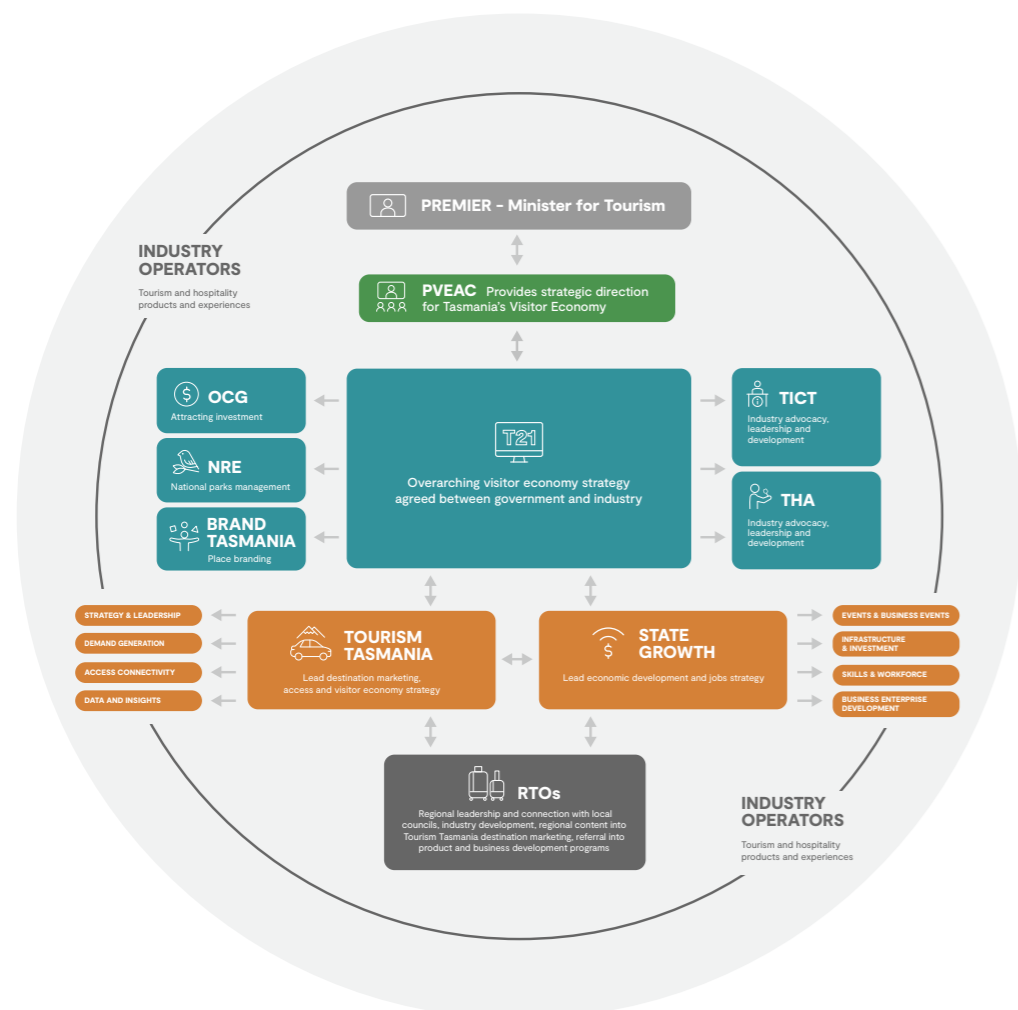 PREMIER - Minister for Tourism
INDUSTRY
OPERATORS
Tourism and hospitality
products and experiences
PVEAC Provides strategic direction
for Tasmania's Visitor Economy
OCG
Attracting investment
NRE
National parks management
BRAND
TASMANIA
Place branding
T21
Overarching visitor economy strategy
agreed between government and industry
TICT
Industry advocacy,
leadership and
development
THA
Industry advocacy,
leadership and
development
STRATEGY & LEADERSHIP
DEMAND GENERATION
ACCESS CONNECTIVITY
DATA AND INSIGHTS
TOURISM
TASMANIA
Lead destination marketing,
access and visitor economy strategy
STATE
GROWTH
Lead economic development and jobs strategy
EVENTS & BUSINESS EVENTS
INFRASTRUCTURE
& INVESTMENT
SKILLS & WORKFORCE
BUSINESS ENTERPRISE
DEVELOPMENT
RTOs
Regional leadership and connection with local
councils, industry development, regional content into
Tourism Tasmania destination marketing, referral into
product and business development programs
INDUSTRY
OPERATORS
Tourism and hospitality
products and experiences